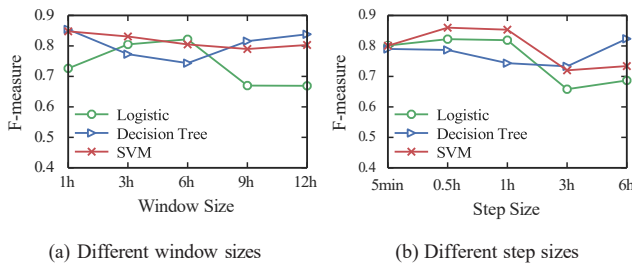 0.9
0.8
0.7
0.6
0.5
0.4
F-measure
Logistic
Decision Tree
SVM
1h 3h 6h 9h 12h
Window Size
(a) Different window sizes
0.9
0.8
0.7
0.6
0.5
0.4
F-measure
Logistic
Decision Tree
SVM
5min 0.5h 1h 3h 6h
Step Size
(b) Different step sizes